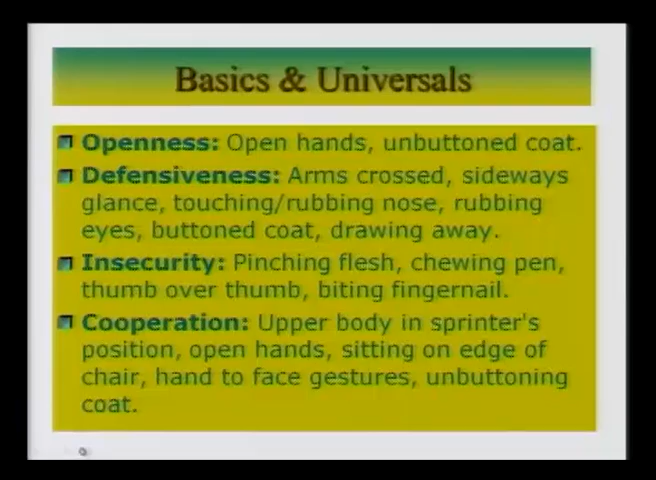 Basics & Universals
Openness: Open hands, unbuttoned coat.
Defensiveness: Arms crossed, sideways
glance, touching/rubbing nose, rubbing
eyes, buttoned coat, drawing away.
Insecurity: Pinching flesh, chewing pen,
thumb over thumb, biting fingernail.
Cooperation: Upper body in sprinter's
position, open hands, sitting on edge of
chair, hand to face gestures, unbuttoning
coat.